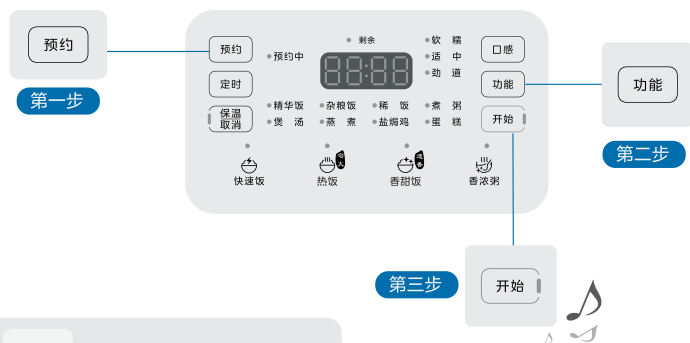 预约
第一步
预约
定时
保温
取消
预约中
剩余
88:88
软糯
适中
劲道
精华饭
杂粮饭
稀饭
煮粥
煲汤
蒸煮
盐焗鸡
蛋糕
口感
功能
开始
快速饭
热饭
香甜饭
香浓粥
功能
第二步
第三步
开始